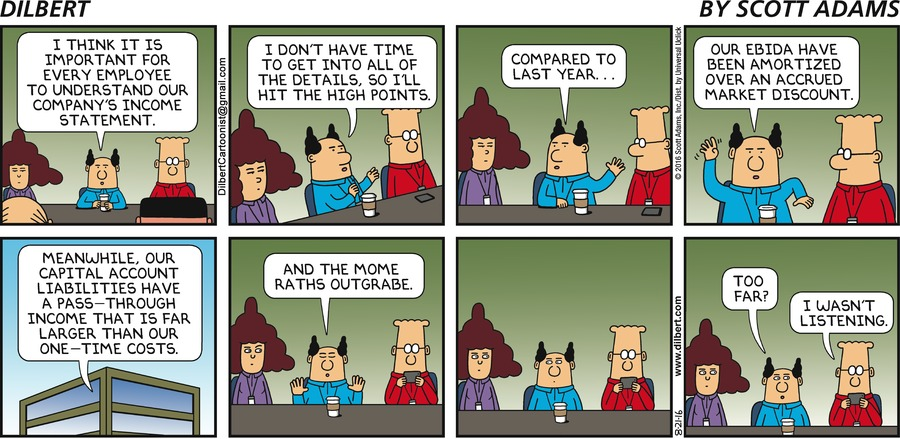 DILBERT
BY SCOTT ADAMS
I THINK IT IS
IMPORTANT FOR
EVERY EMPLOYEE
TO UNDERSTAND OUR
COMPANY'S INCOME
STATEMENT.
DilbertCartoonist@gmail.com
I DON'T HAVE TIME
TO GET INTO ALL OF
THE DETAILS, SO I'LL
HIT THE HIGH POINTS.
COMPARED TO
LAST YEAR...
© 2016 Scott Adams, Inc./Dist. by Universal Uclick
OUR EBIDA HAVE
BEEN AMORTIZED
OVER AN ACCRUED
MARKET DISCOUNT.
MEANWHILE, OUR
CAPITAL ACCOUNT
LIABILITIES HAVE
A PASS-THROUGH
INCOME THAT IS FAR
LARGER THAN OUR
ONE-TIME COSTS.
AND THE MOME
RATHS OUTGRABE.
8-21-16
www.dilbert.com
TOO
FAR?
I WASN'T
LISTENING.